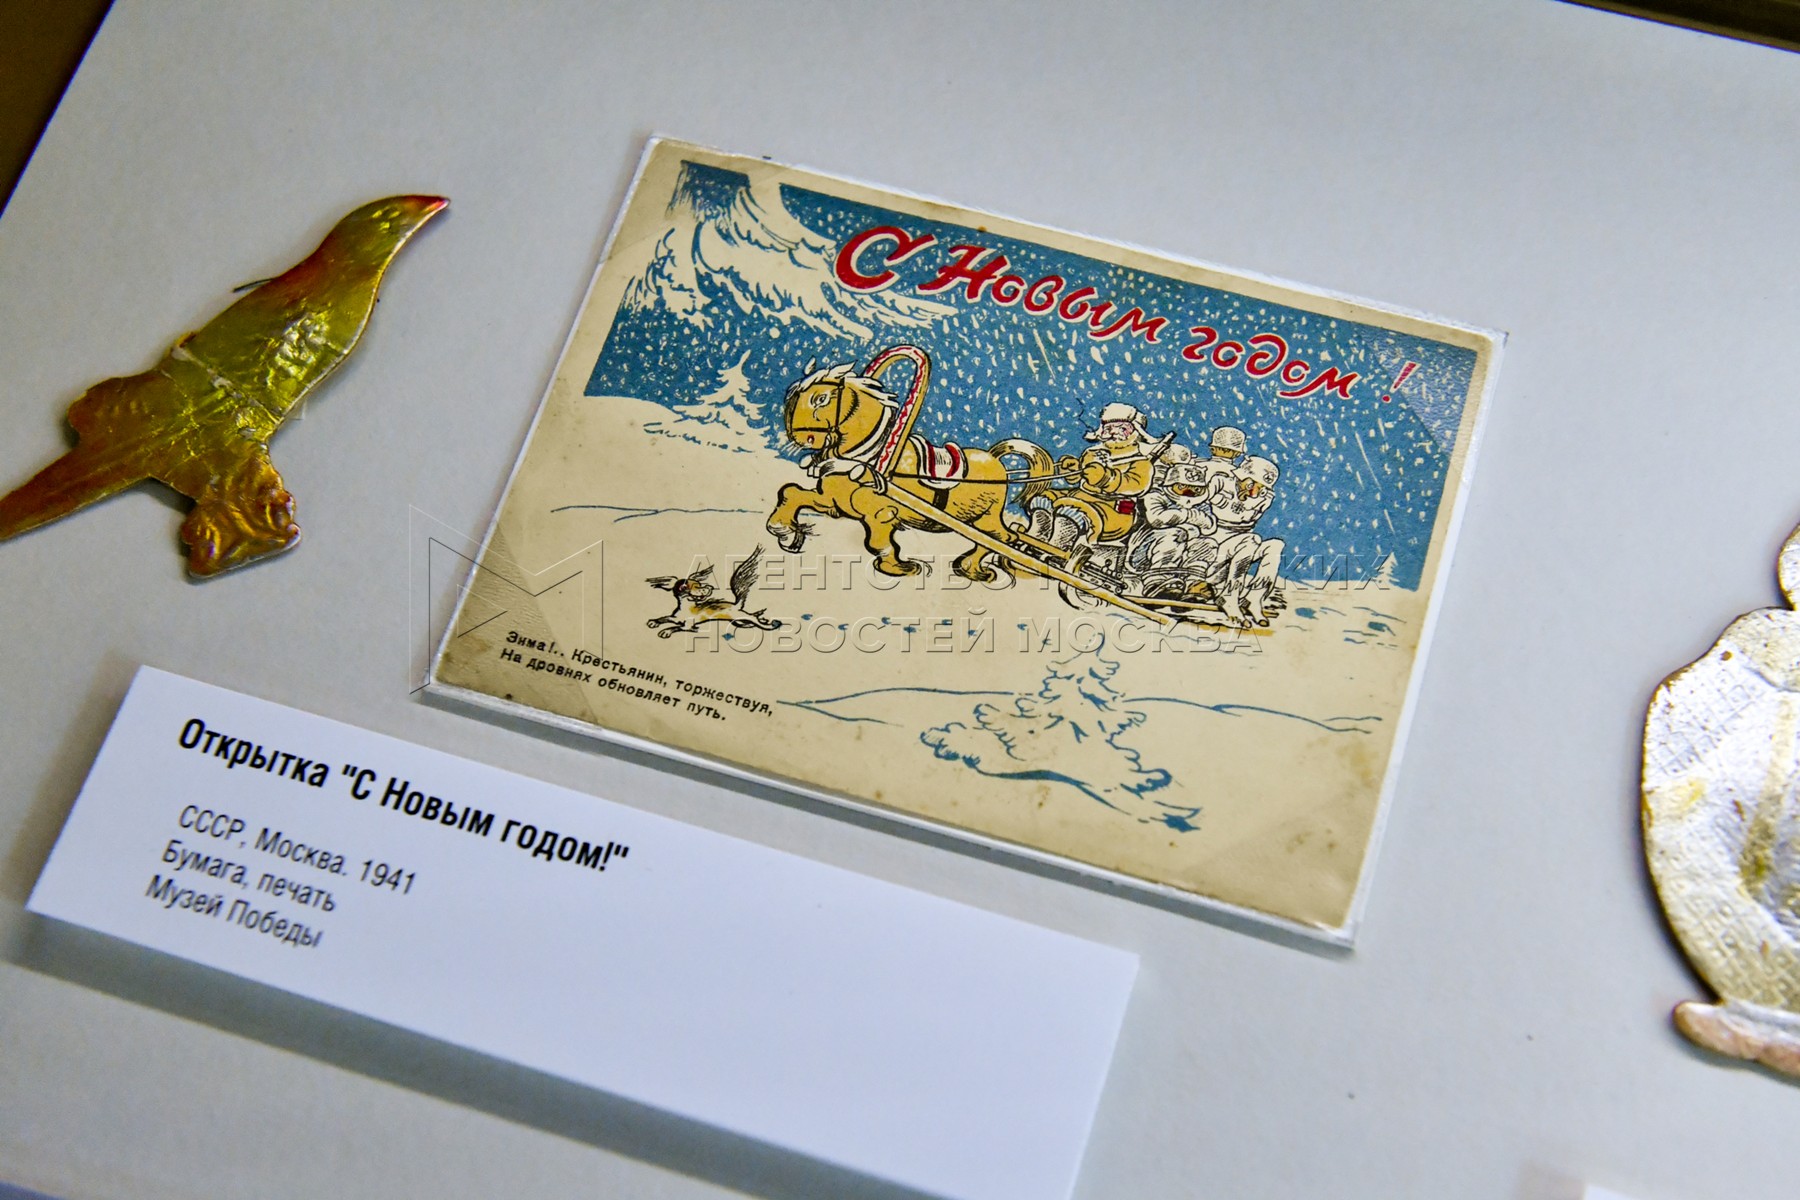 С Новым годом!
Зима!.. Крестьянин, торжествуя,
На дровнях обновляет путь.
Открытка "С Новым годом!"
СССР, Москва. 1941
Бумага, печать
Музей Победы
АГЕНТСТВО ГОРОДСКИХ
НОВОСТЕЙ МОСКВА